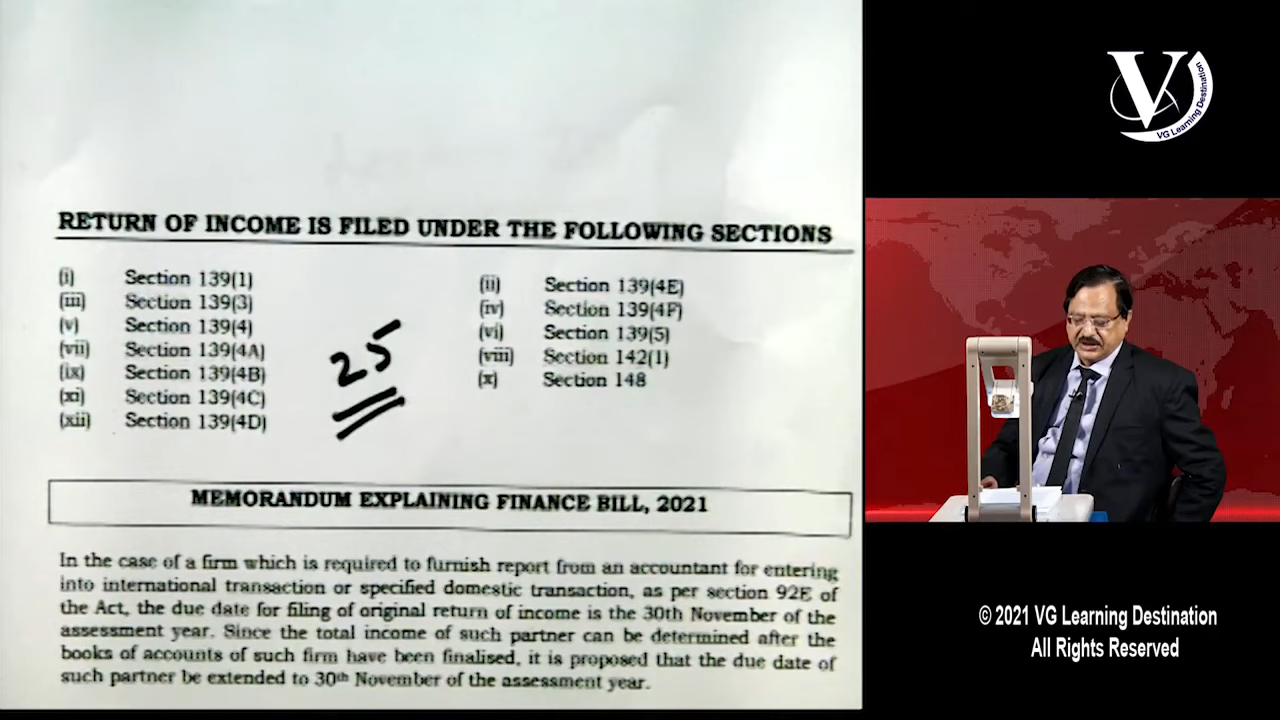 RETURN OF INCOME IS FILED UNDER THE FOLLOWING SECTIONS
(i) Section 139(1) (ii) Section 139(4E)
(iii) Section 139(3) (iv) Section 139(4F)
(v) Section 139(4) (vi) Section 139(5)
(vii) Section 139(4A) (viii) Section 142(1)
(ix) Section 139(4B) (x) Section 148
(xi) Section 139(4C)
(xii) Section 139(4D)
25
MEMORANDUM EXPLAINING FINANCE BILL, 2021
In the case of a firm which is required to furnish report from an accountant for entering
into international transaction or specified domestic transaction, as per section 92E of
the Act, the due date for filing of original return of income is the 30th November of the
assessment year. Since the total income of such partner can be determined after the
books of accounts of such firm have been finalised, it is proposed that the due date of
such partner be extended to 30th November of the assessment year.
V
VG Learning Destination
© 2021 VG Learning Destination
All Rights Reserved